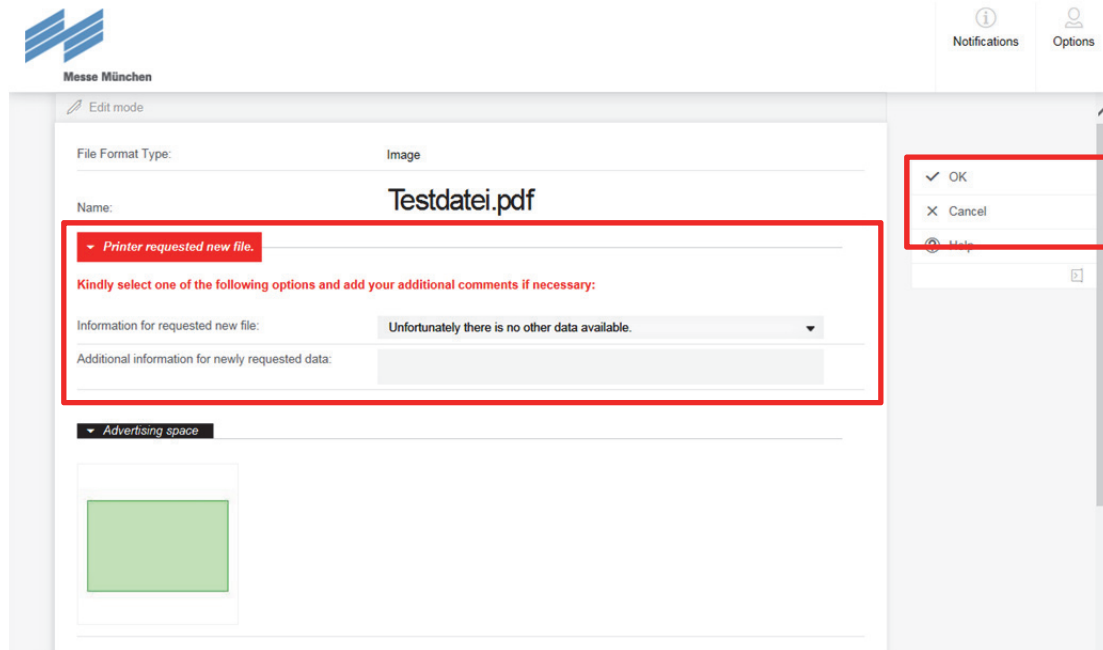 Messe München
Notifications
Options
Edit mode
File Format Type:
Image
Name:
Testdatei.pdf
Printer requested new file.
Kindly select one of the following options and add your additional comments if necessary:
Information for requested new file:
Unfortunately there is no other data available.
Additional information for newly requested data:
Advertising space
OK
Cancel
Help